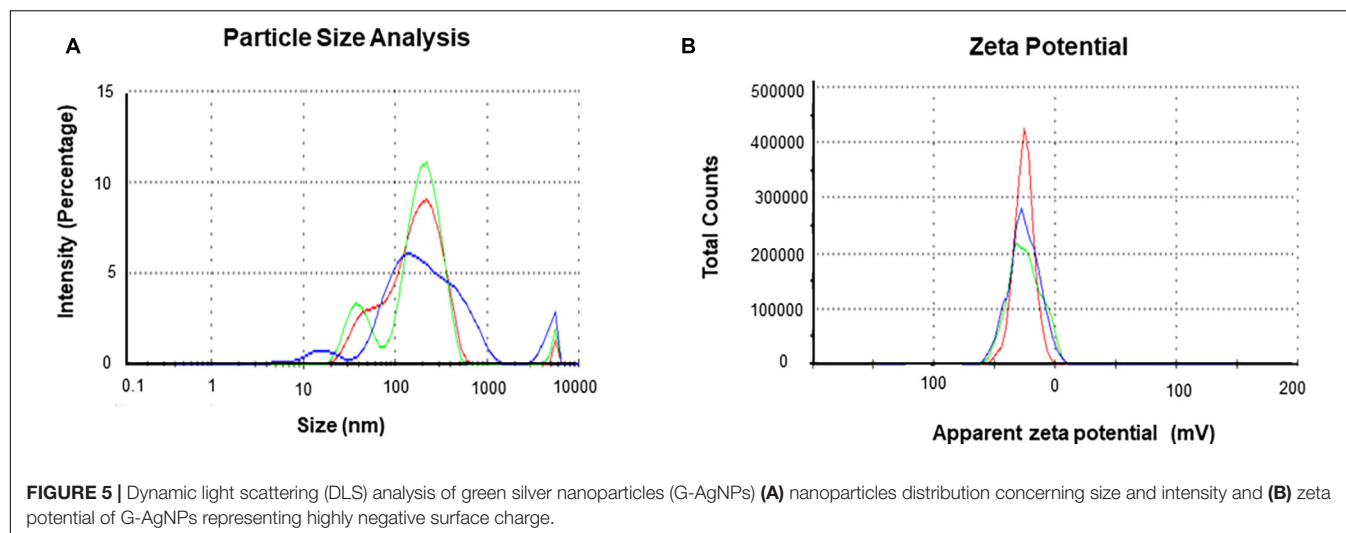 A
Particle Size Analysis
Intensity (Percentage)
15
10
5
0
0.1 1 10 100 1000 10000
Size (nm)
B
Zeta Potential
Total Counts
500000
400000
300000
200000
100000
0
100 0 100 200
Apparent zeta potential (mV)
FIGURE 5 | Dynamic light scattering (DLS) analysis of green silver nanoparticles (G-AgNPs) (A) nanoparticles distribution concerning size and intensity and (B) zeta
potential of G-AgNPs representing highly negative surface charge.